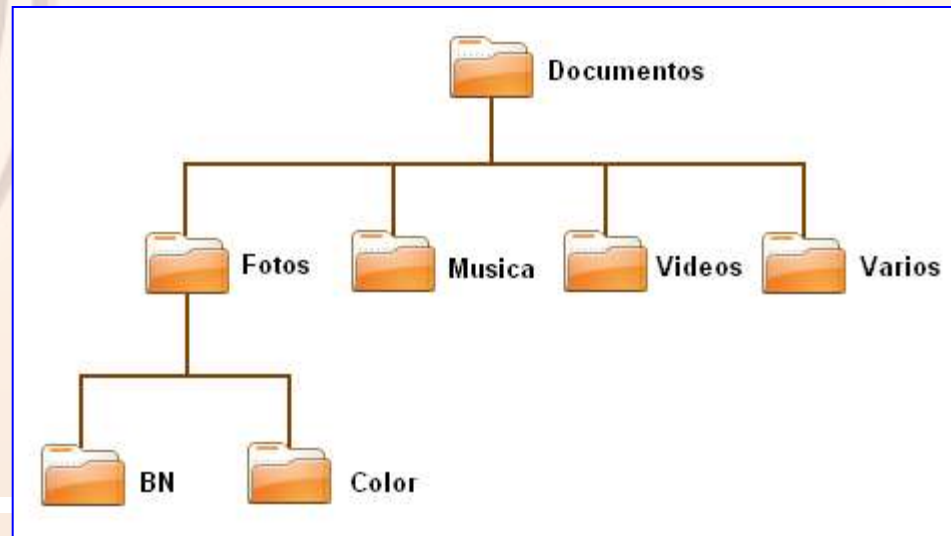 Documentos
Fotos
Musica
Videos
Varios
BN
Color